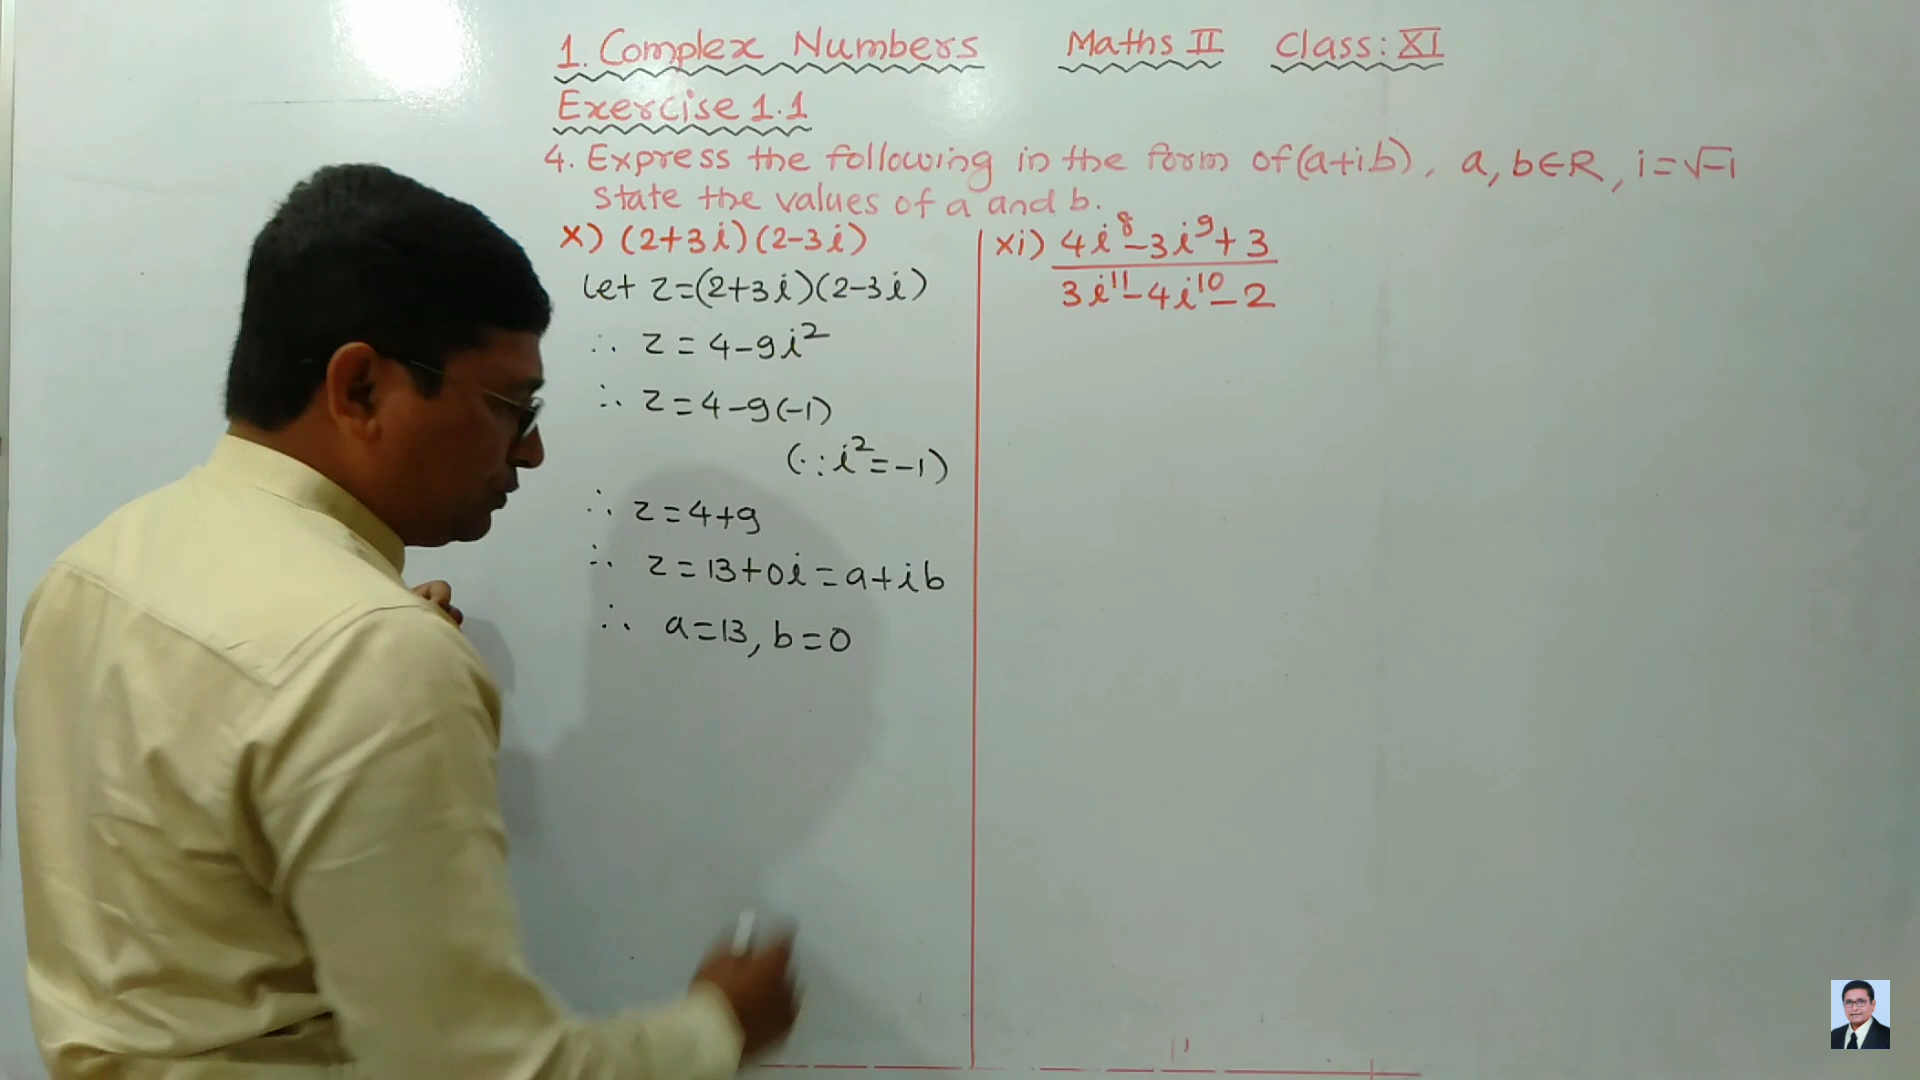 1. Complex Numbers Maths II Class: XI
Exercise 1.1
4. Express the following in the form of (a+ib), a, b∈R, i=√-1
State the values of a and b.
x) (2+3i)(2-3i)
Let z=(2+3i)(2-3i)
∴ z = 4-9i²
∴ z=4-9(-1)
(∵ i²=-1)
∴ z=4+9
∴ z=13+0i=a+ib
∴ a=13, b=0
xi) 4i⁸-3i⁹+3
3i¹¹-4i¹⁰-2